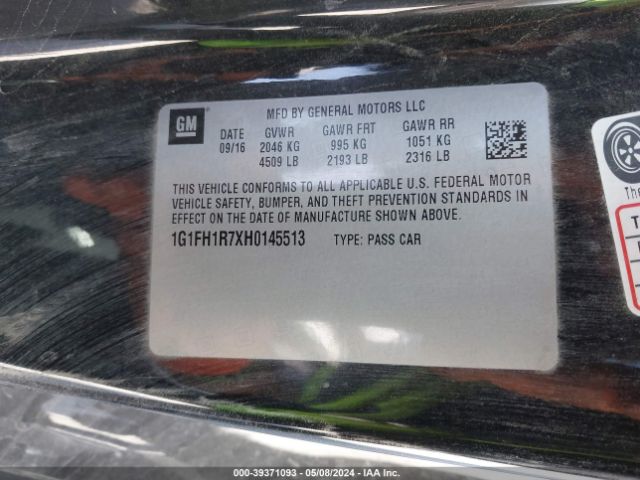 GM
MFD BY GENERAL MOTORS LLC
DATE GVWR GAWR FRT GAWR RR
09/16 2046 KG 995 KG 1051 KG
4509 LB 2193 LB 2316 LB
THIS VEHICLE CONFORMS TO ALL APPLICABLE U.S. FEDERAL MOTOR
VEHICLE SAFETY, BUMPER, AND THEFT PREVENTION STANDARDS IN
EFFECT ON THE DATE OF MANUFACTURE SHOWN ABOVE.
1G1FH1R7XH0145513 TYPE: PASS CAR
The
000-39371093 - 05/08/2024 - IAA Inc.